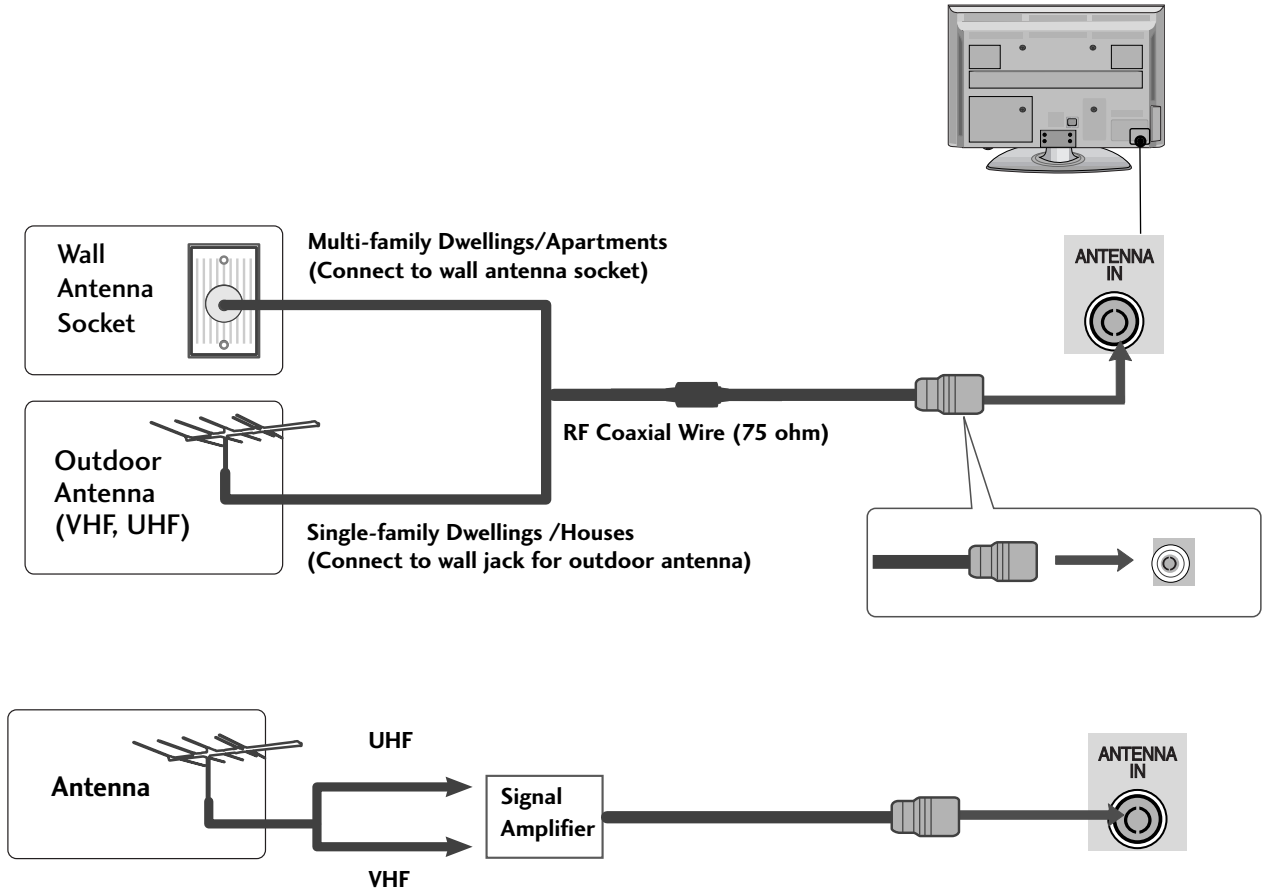 Wall
Antenna
Socket
Multi-family Dwellings/Apartments
(Connect to wall antenna socket)
ANTENNA
IN
RF Coaxial Wire (75 ohm)
Outdoor
Antenna
(VHF, UHF)
Single-family Dwellings /Houses
(Connect to wall jack for outdoor antenna)
Antenna
UHF
VHF
Signal
Amplifier
ANTENNA
IN